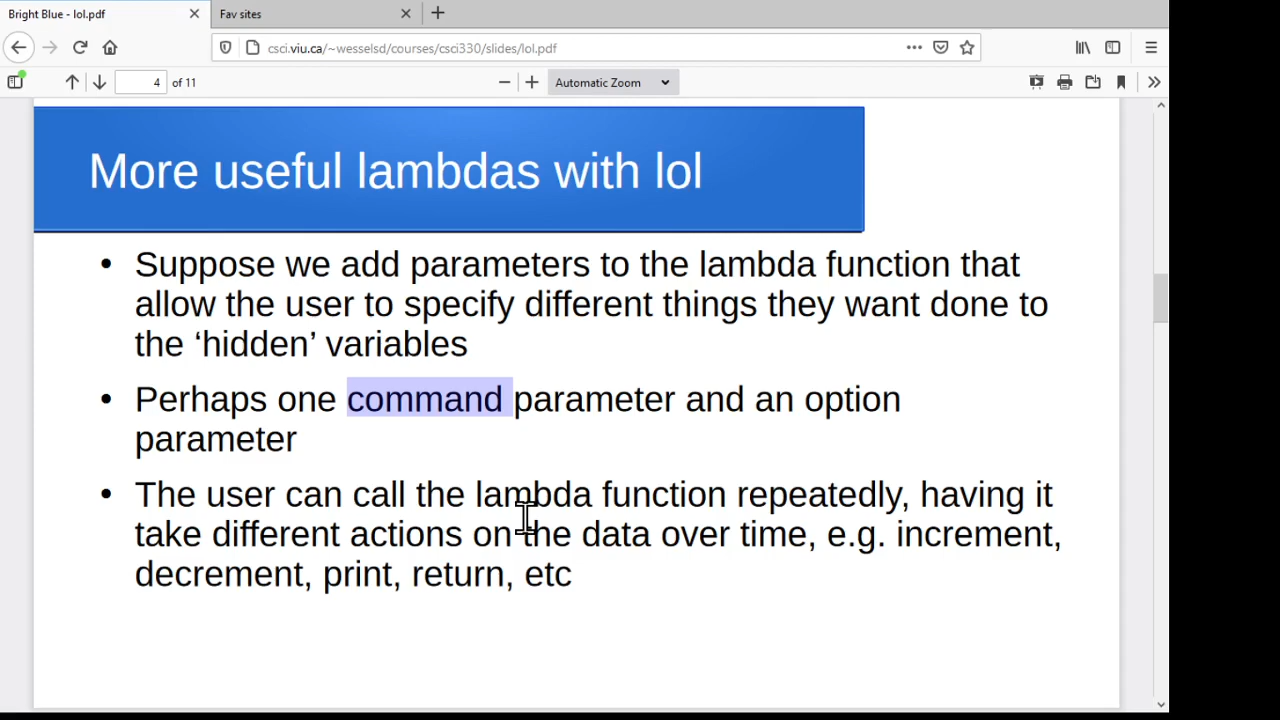 Bright Blue - lol.pdf
Fav sites
csci.viu.ca/~wesselsd/courses/csci330/slides/lol.pdf
4 of 11
Automatic Zoom
More useful lambdas with lol
• Suppose we add parameters to the lambda function that
allow the user to specify different things they want done to
the ‘hidden’ variables
• Perhaps one command parameter and an option
parameter
• The user can call the lambda function repeatedly, having it
take different actions on the data over time, e.g. increment,
decrement, print, return, etc